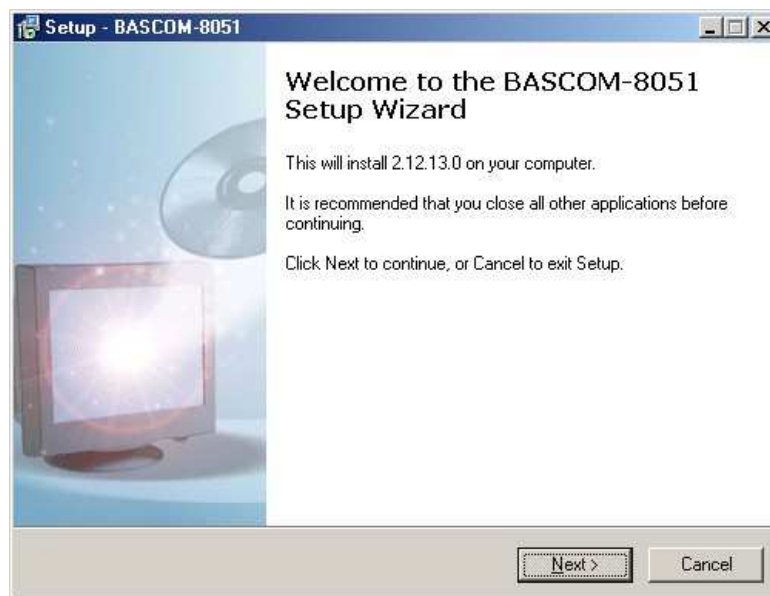 Setup - BASCOM-8051
Welcome to the BASCOM-8051
Setup Wizard
This will install 2.12.13.0 on your computer.
It is recommended that you close all other applications before
continuing.
Click Next to continue, or Cancel to exit Setup.
Next >
Cancel